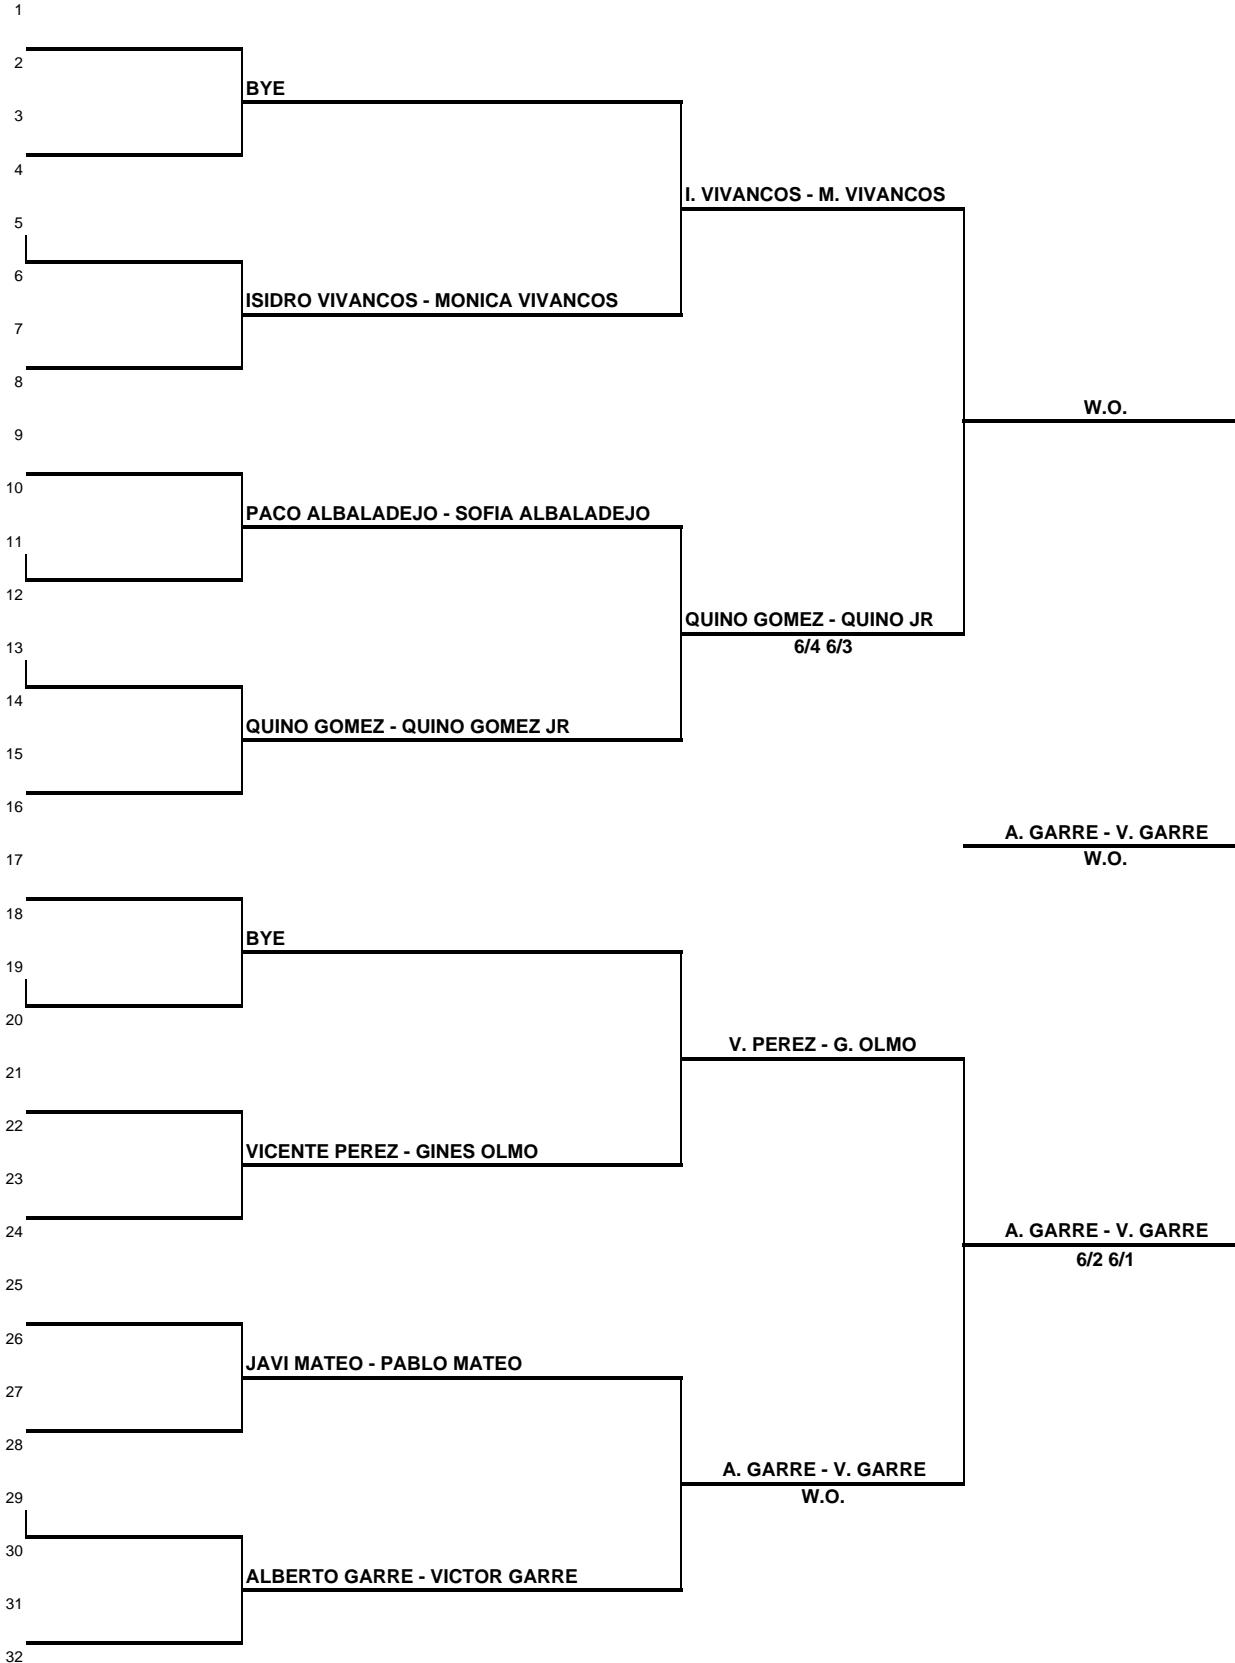 1
2
BYE
3
4
I. VIVANCOS - M. VIVANCOS
5
6
ISIDRO VIVANCOS - MONICA VIVANCOS
7
8
W.O.
9
10
PACO ALBALADEJO - SOFIA ALBALADEJO
11
12
QUINO GOMEZ - QUINO JR
13
6/4 6/3
14
QUINO GOMEZ - QUINO GOMEZ JR
15
16
A. GARRE - V. GARRE
17
W.O.
18
BYE
19
20
V. PEREZ - G. OLMO
21
22
VICENTE PEREZ - GINES OLMO
23
24
A. GARRE - V. GARRE
6/2 6/1
25
26
JAVI MATEO - PABLO MATEO
27
28
A. GARRE - V. GARRE
29
W.O.
30
ALBERTO GARRE - VICTOR GARRE
31
32